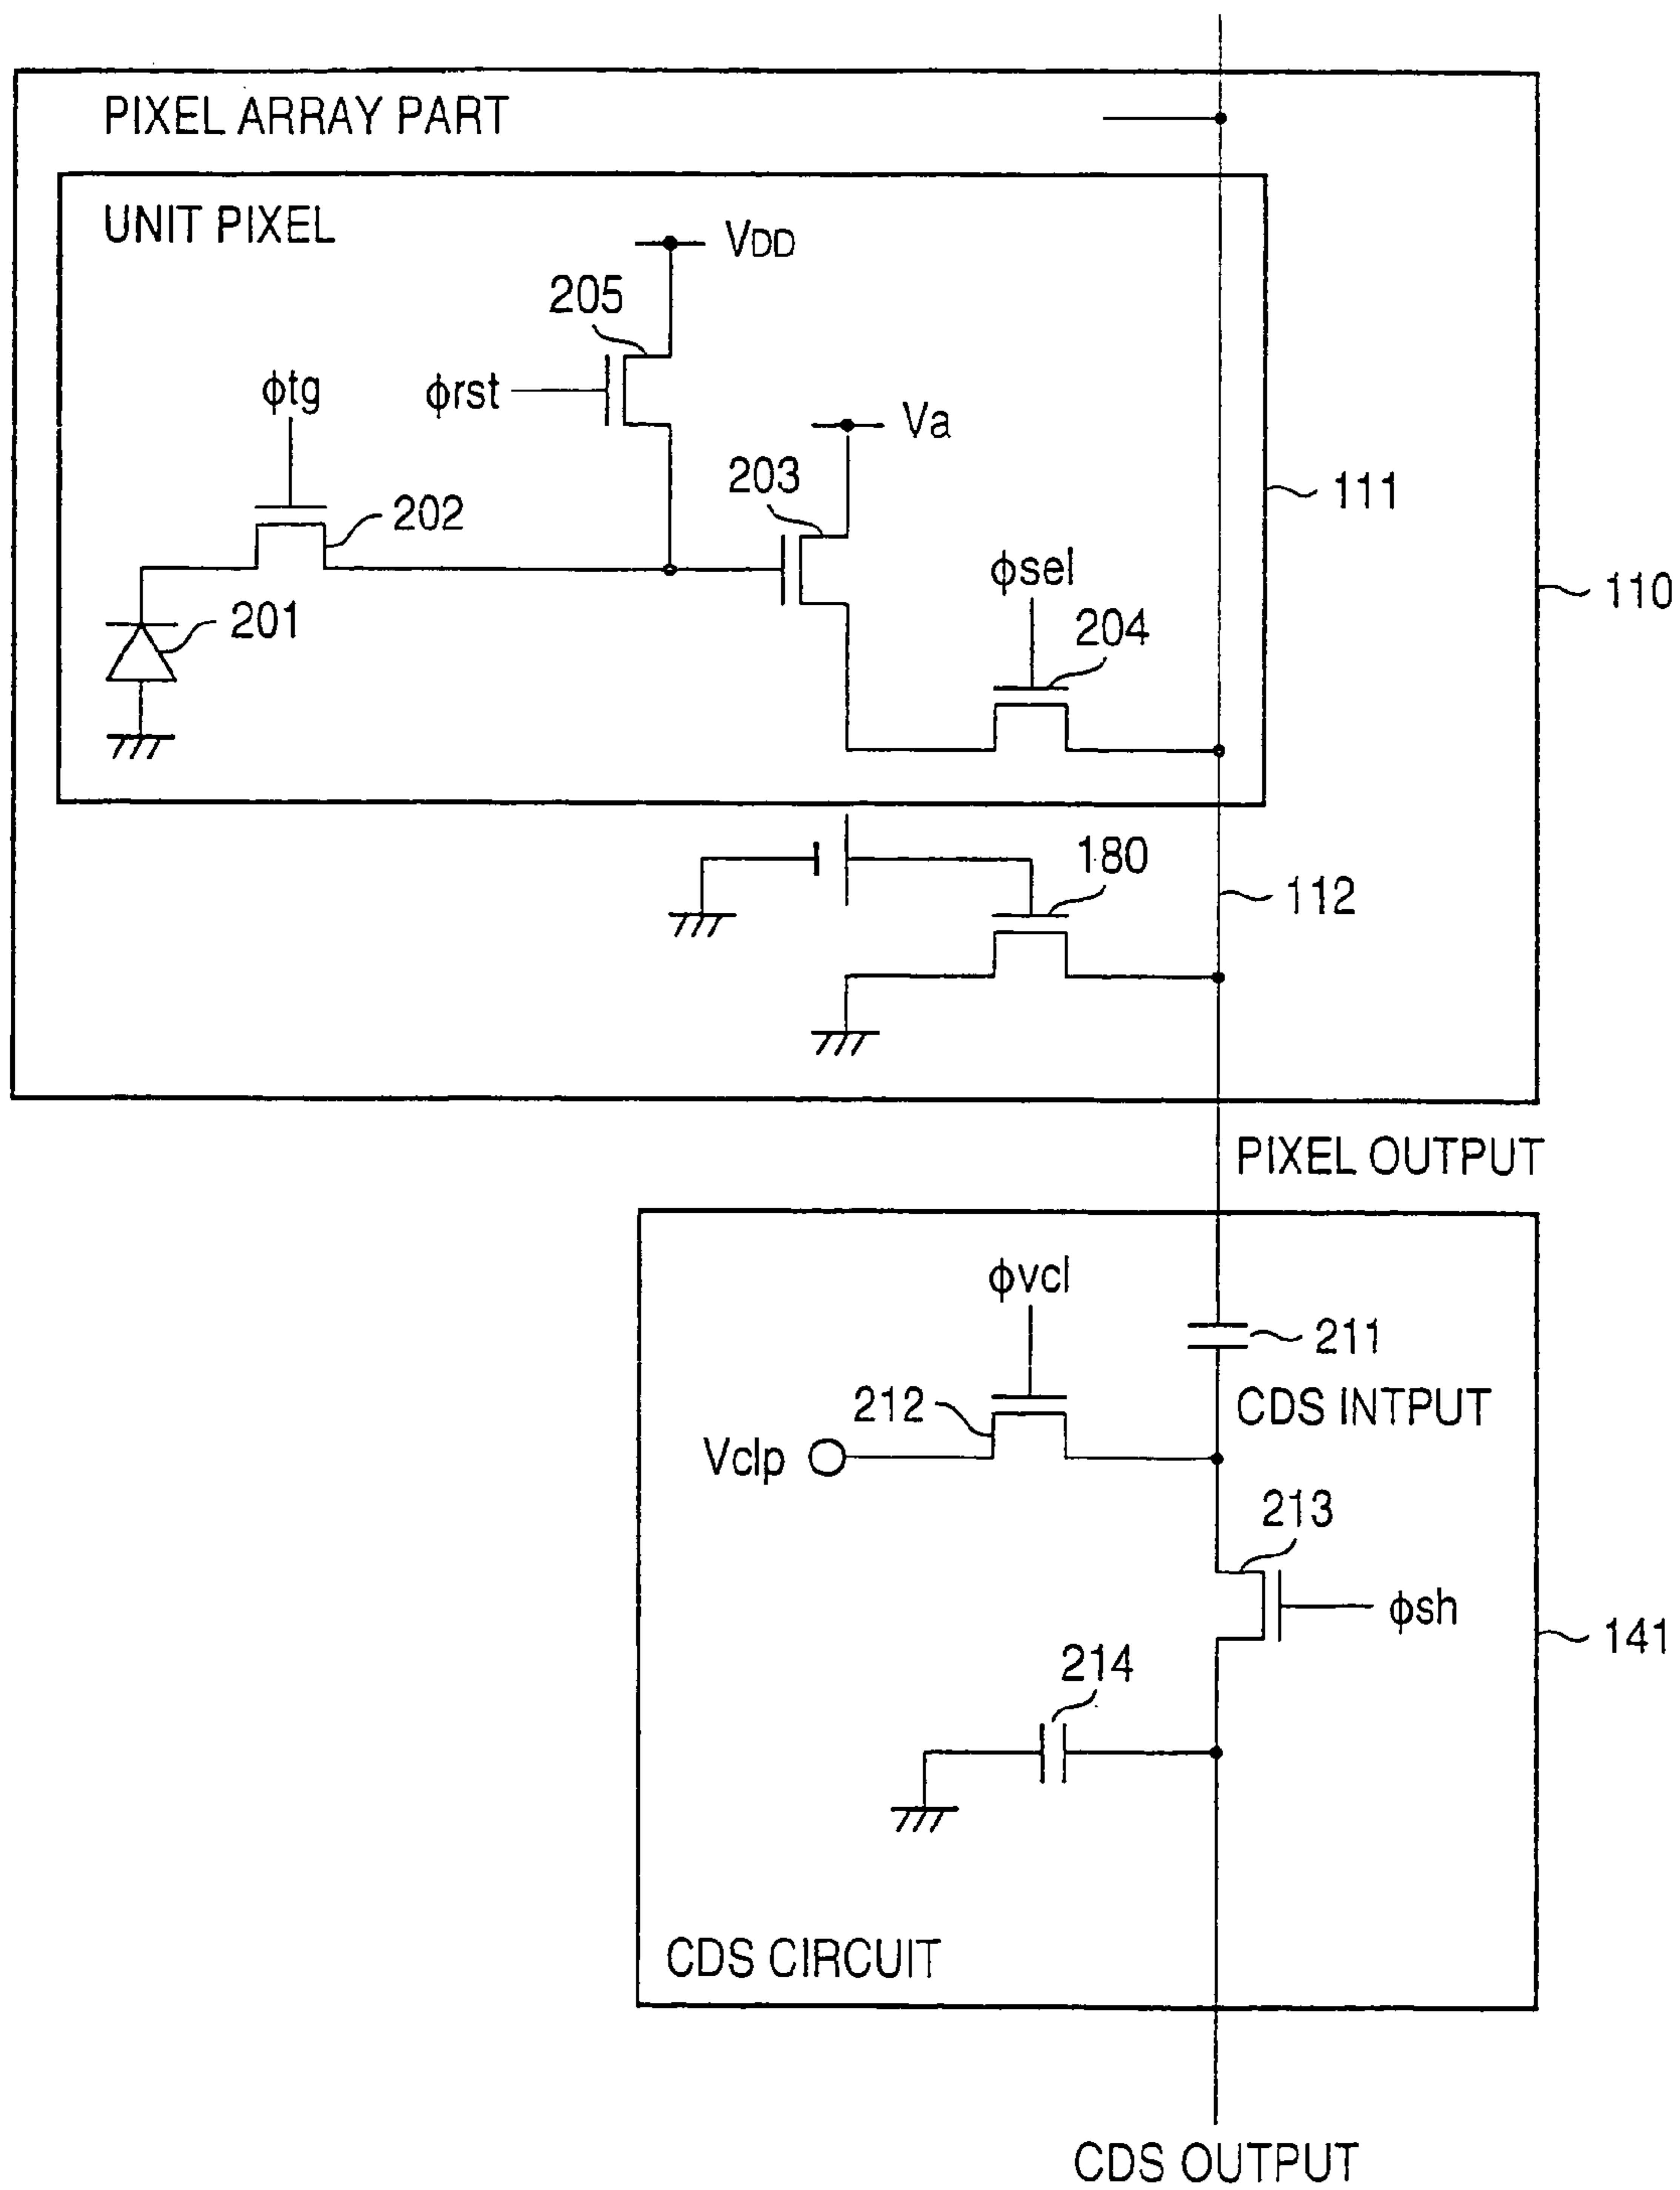 PIXEL ARRAY PART
UNIT PIXEL
VDD
205
ϕtg
ϕrst
Va
203
111
202
ϕsel
110
201
204
180
112
PIXEL OUTPUT
ϕvcl
211
212
CDS INTPUT
Vclp
213
ϕsh
141
214
CDS CIRCUIT
CDS OUTPUT